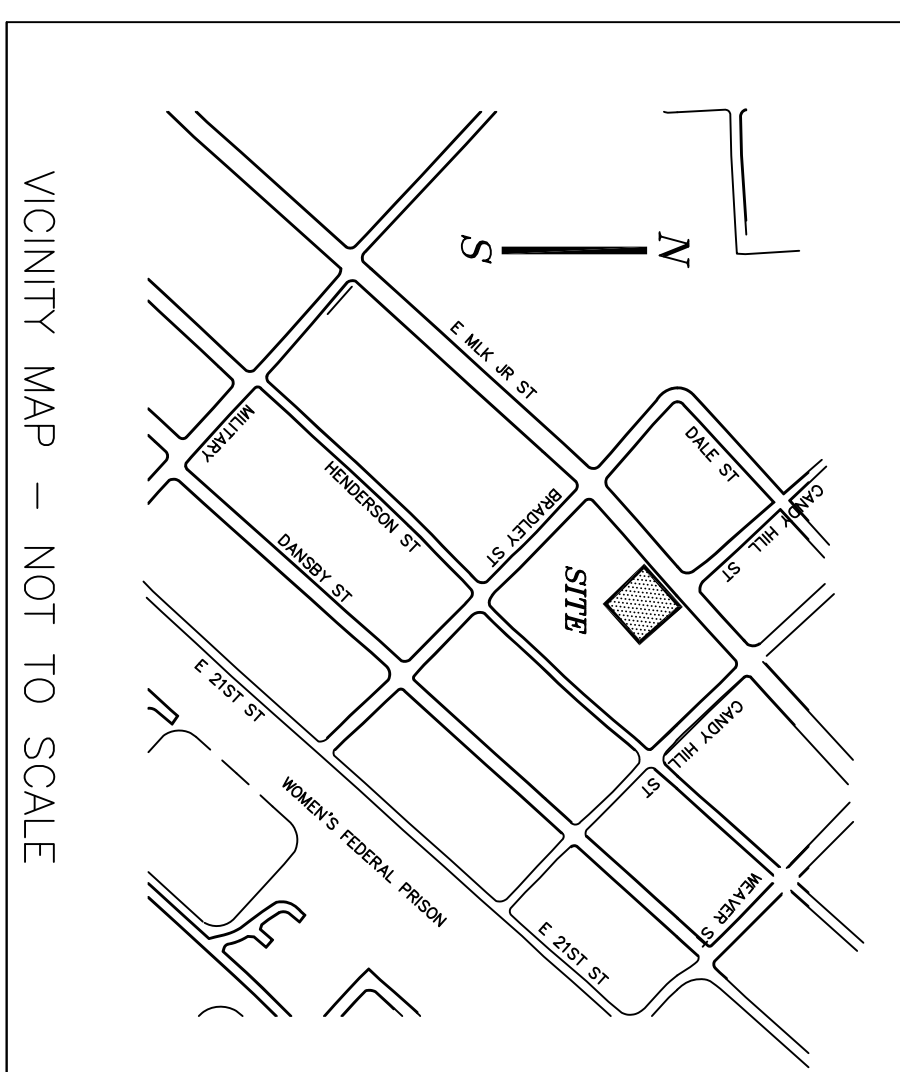 VICINITY MAP - NOT TO SCALE
N
S
E MLK JR ST
DALE ST
CANDY HILL
ST
MILITARY
HENDERSON ST
BRADLEY ST
DANSBY ST
SITE
E 21ST ST
CANDY HILL
ST
WOMEN'S FEDERAL PRISON
WEAVER ST
E 21ST ST